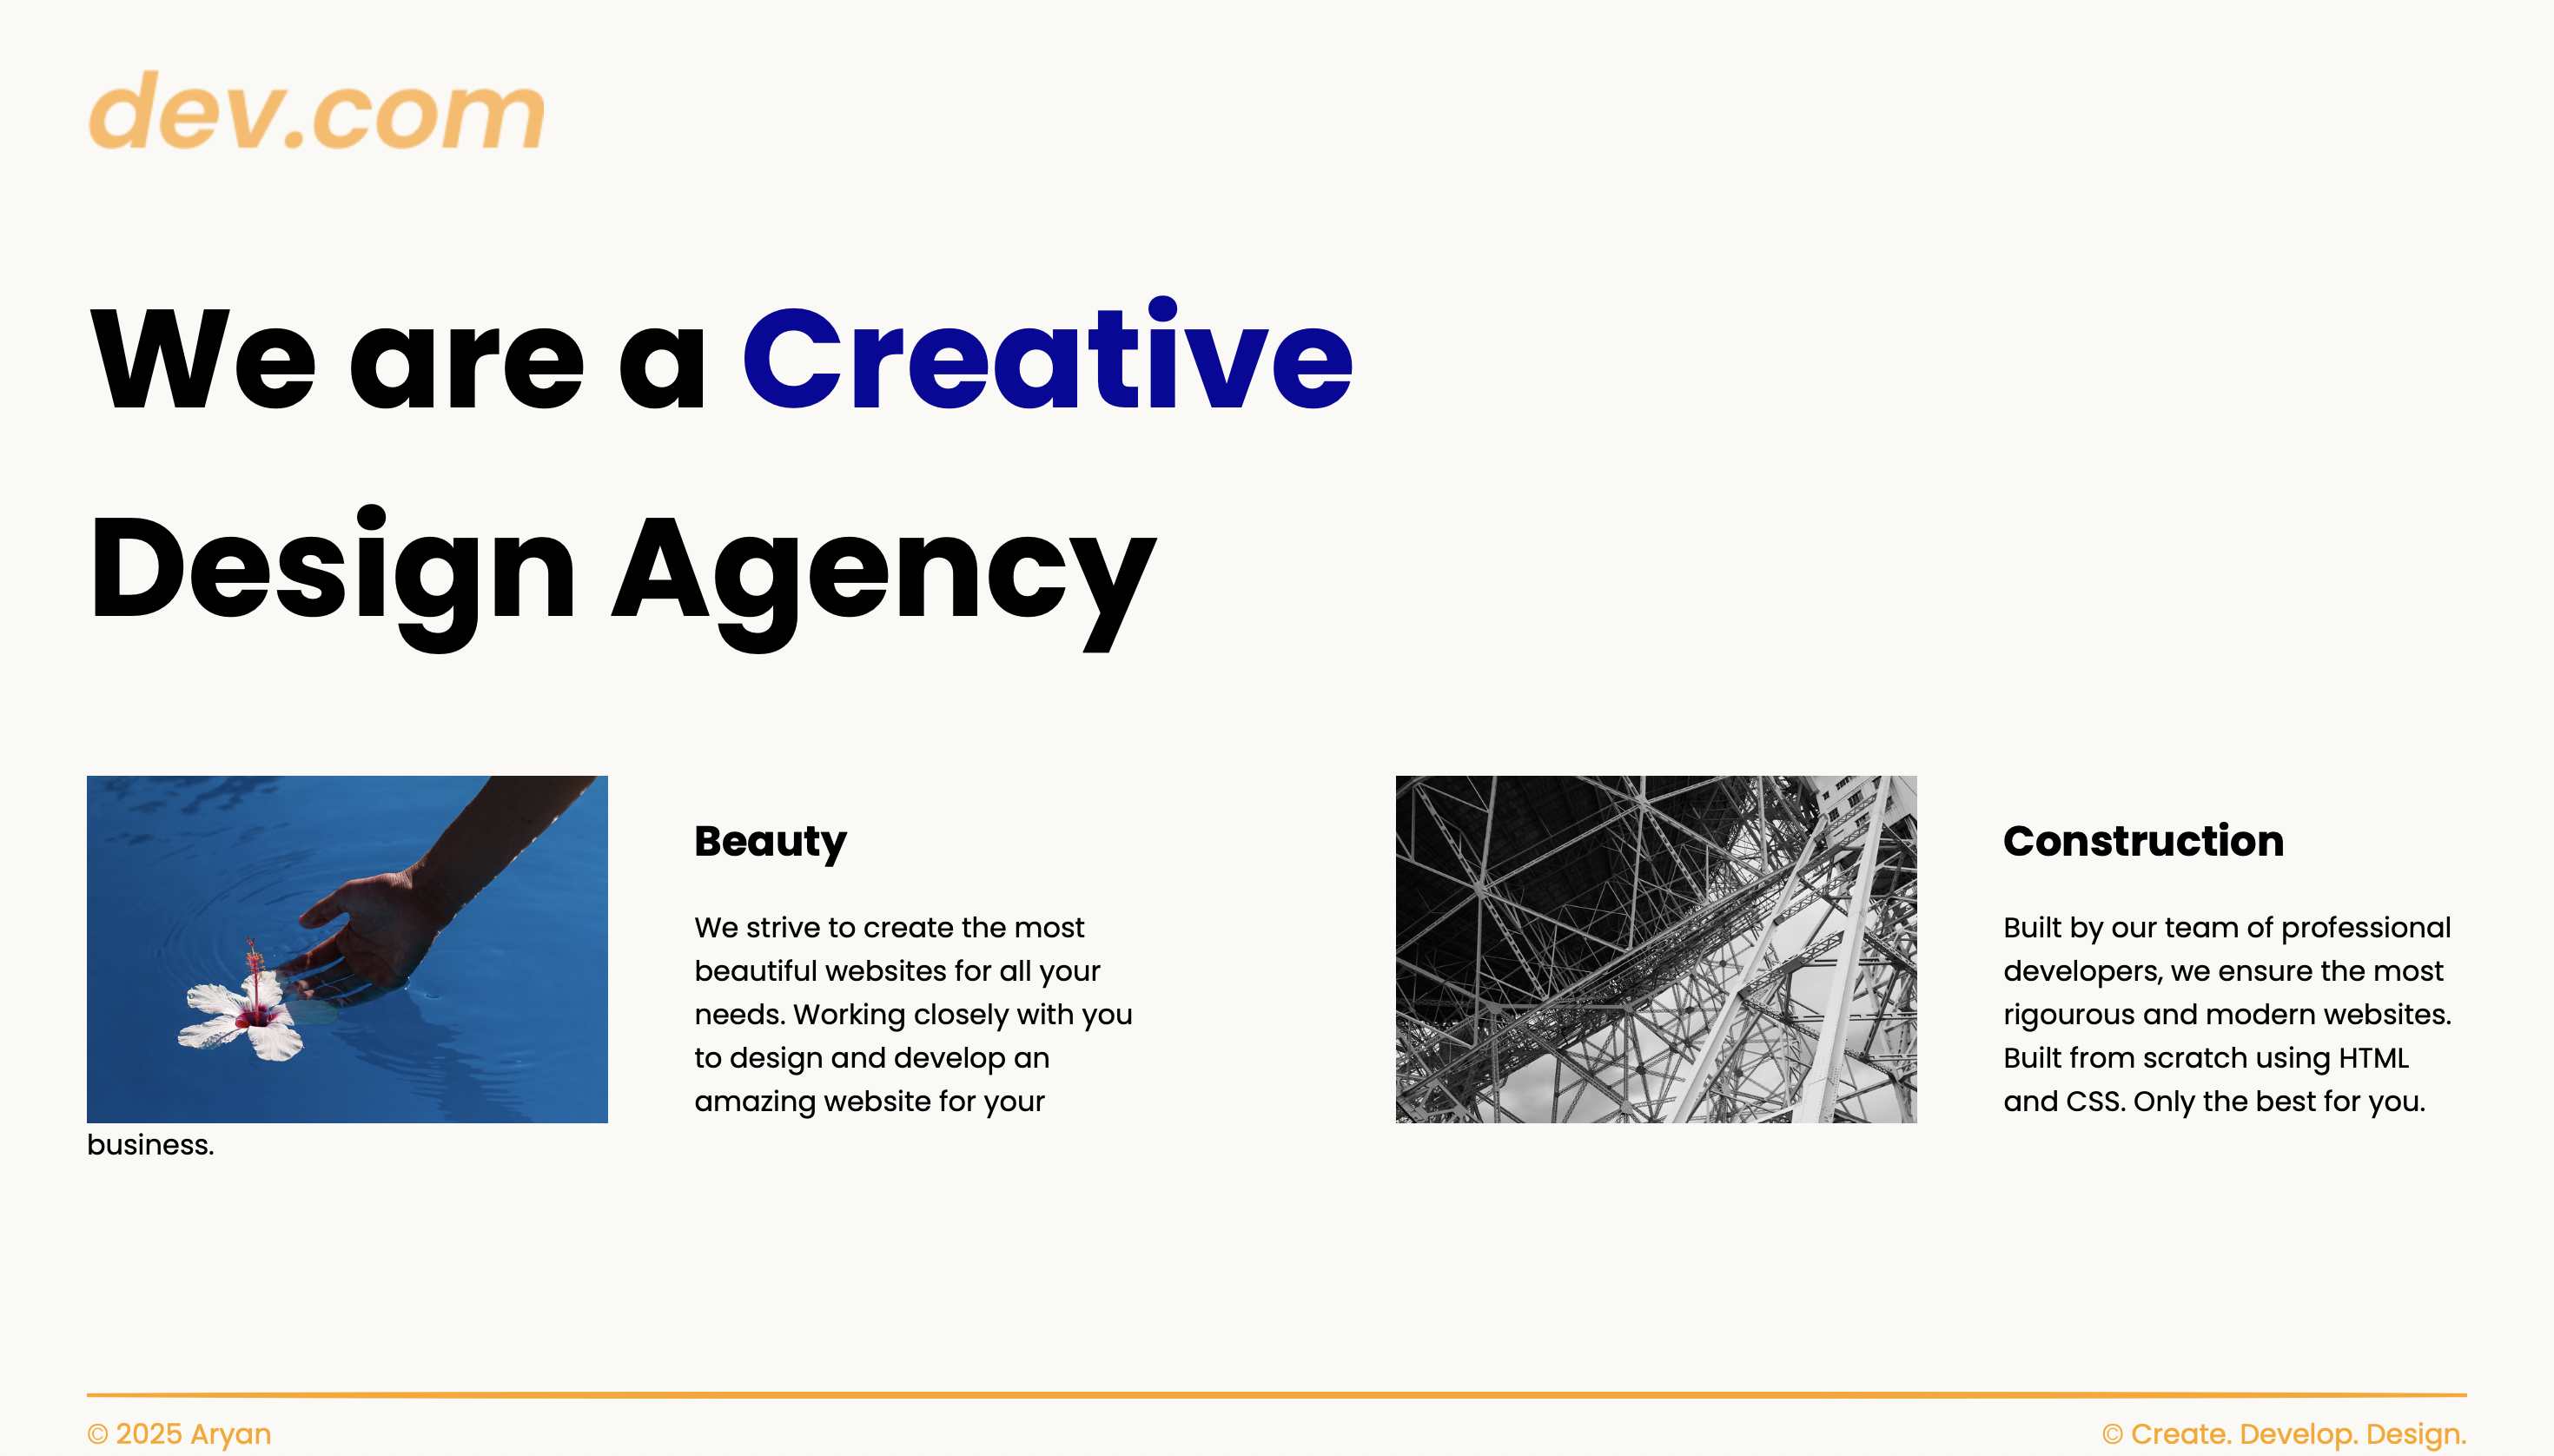 dev.com
We are a Creative
Design Agency
Beauty
We strive to create the most
beautiful websites for all your
needs. Working closely with you
to design and develop an
amazing website for your
business.
Construction
Built by our team of professional
developers, we ensure the most
rigourous and modern websites.
Built from scratch using HTML
and CSS. Only the best for you.
© 2025 Aryan
© Create. Develop. Design.